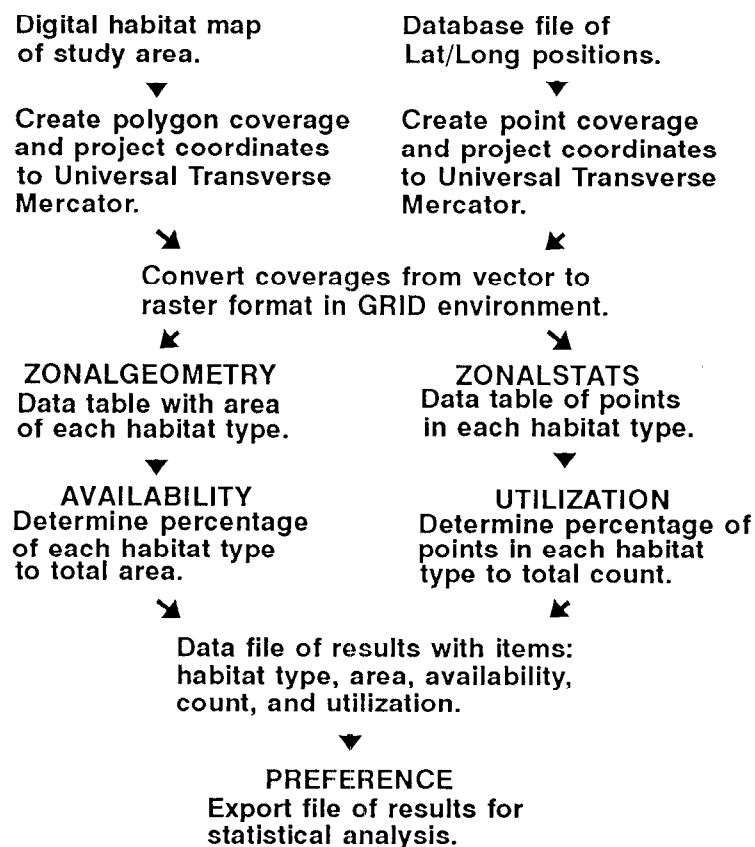 Digital habitat map
of study area.
Database file of
Lat/Long positions.
Create polygon coverage
and project coordinates
to Universal Transverse
Mercator.
Create point coverage
and project coordinates
to Universal Transverse
Mercator.
Convert coverages from vector to
raster format in GRID environment.
ZONALGEOMETRY
Data table with area
of each habitat type.
ZONALSTATS
Data table of points
in each habitat type.
AVAILABILITY
Determine percentage
of each habitat type
to total area.
UTILIZATION
Determine percentage of
points in each habitat
type to total count.
Data file of results with items:
habitat type, area, availability,
count, and utilization.
PREFERENCE
Export file of results for
statistical analysis.